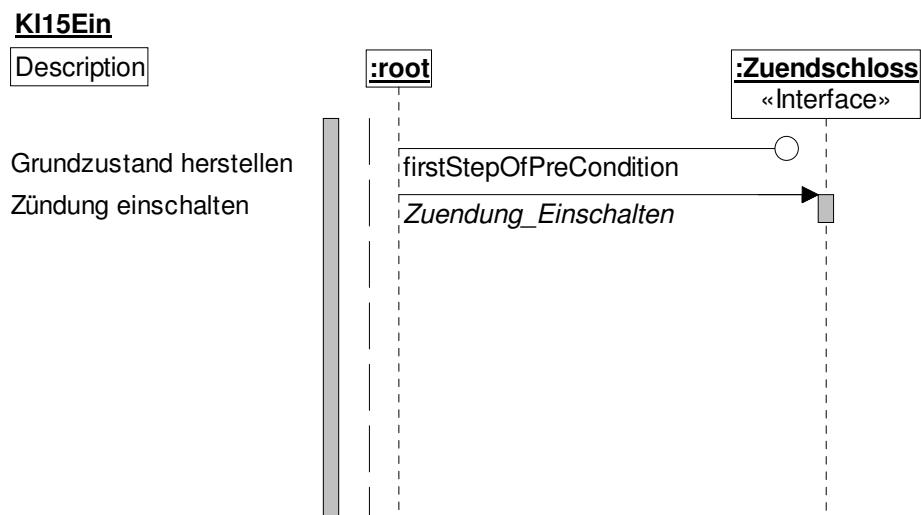 Kl15Ein
Description
:root
:Zuendschloss
«Interface»
Grundzustand herstellen
firstStepOfPreCondition
Zündung einschalten
Zuendung_Einschalten